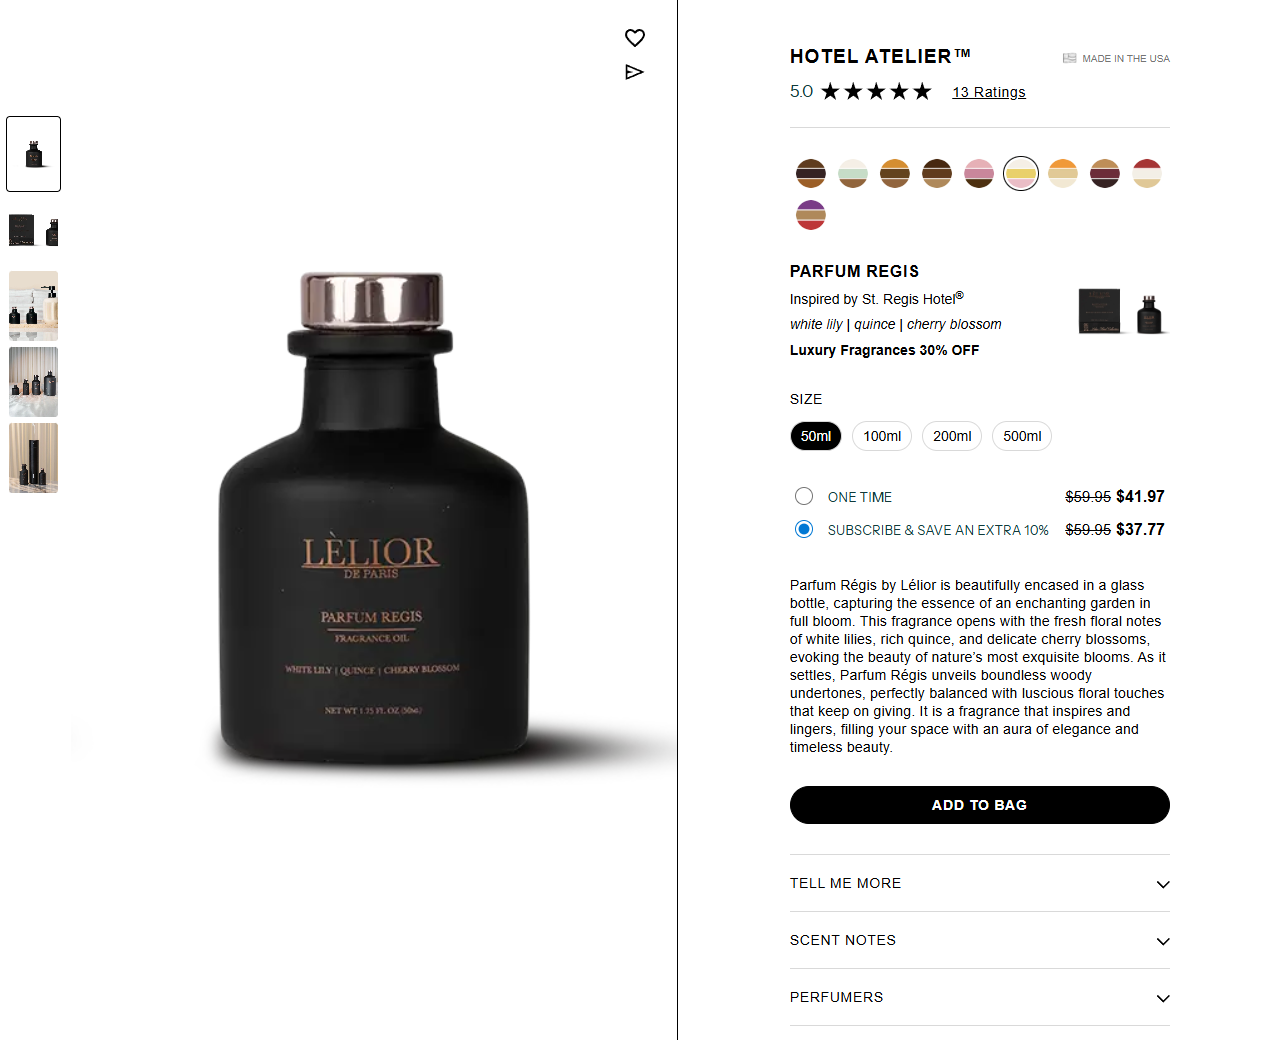 LÈLIOR
DE PARIS
PARFUM REGIS
FRAGRANCE OIL
WHITE LILY | QUINCE | CHERRY BLOSSOM
NET WT 1.75 FL. OZ (50ml)
HOTEL ATELIER™
MADE IN THE USA
5.0 ★★★★★ 13 Ratings
PARFUM REGIS
Inspired by St. Regis Hotel®
white lily | quince | cherry blossom
Luxury Fragrances 30% OFF
SIZE
50ml 100ml 200ml 500ml
ONE TIME $59.95 $41.97
SUBSCRIBE & SAVE AN EXTRA 10% $59.95 $37.77
Parfum Régis by Lélior is beautifully encased in a glass
bottle, capturing the essence of an enchanting garden in
full bloom. This fragrance opens with the fresh floral notes
of white lilies, rich quince, and delicate cherry blossoms,
evoking the beauty of nature’s most exquisite blooms. As it
settles, Parfum Régis unveils boundless woody
undertones, perfectly balanced with luscious floral touches
that keep on giving. It is a fragrance that inspires and
lingers, filling your space with an aura of elegance and
timeless beauty.
ADD TO BAG
TELL ME MORE
SCENT NOTES
PERFUMERS